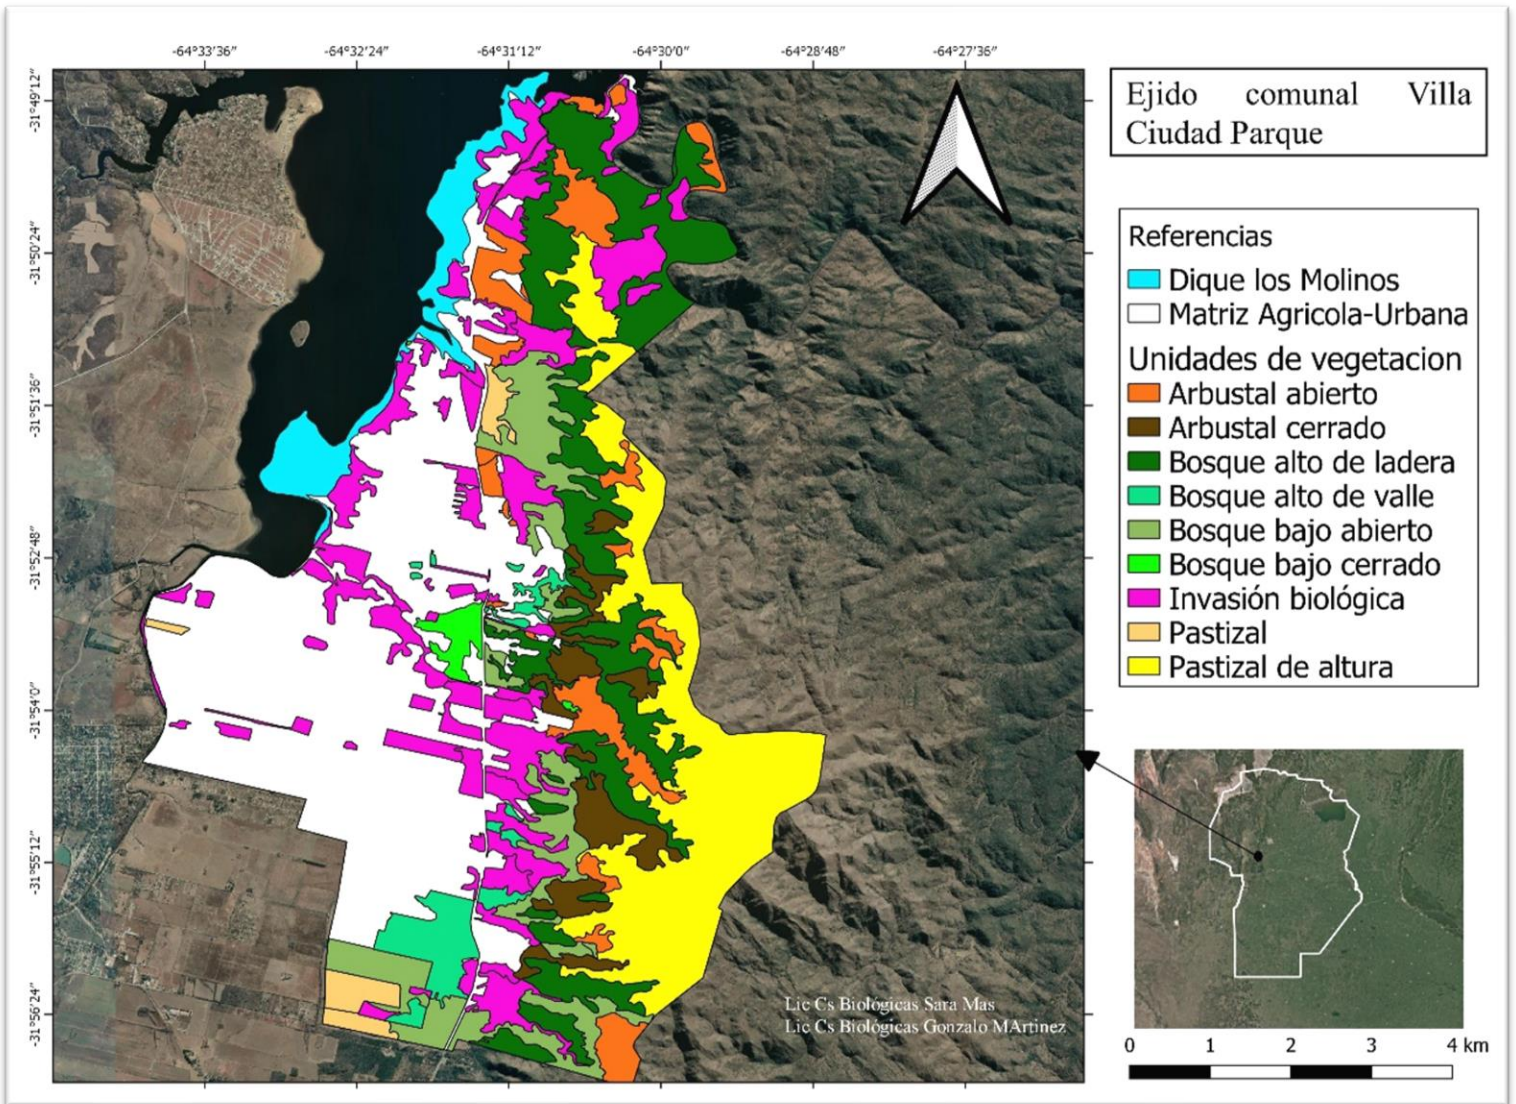 -64°33'36" -64°32'24" -64°31'12" -64°30'0" -64°28'48" -64°27'36"
-31°49'12"
-31°50'24"
-31°51'36"
-31°52'48"
-31°54'0"
-31°55'12"
-31°56'24"
Ejido comunal Villa
Ciudad Parque
Referencias
Dique los Molinos
Matriz Agricola-Urbana
Unidades de vegetacion
Arbustal abierto
Arbustal cerrado
Bosque alto de ladera
Bosque alto de valle
Bosque bajo abierto
Bosque bajo cerrado
Invasión biológica
Pastizal
Pastizal de altura
Lic Cs Biológicas Sara Mas
Lic Cs Biológicas Gonzalo MArtinez
0 1 2 3 4 km